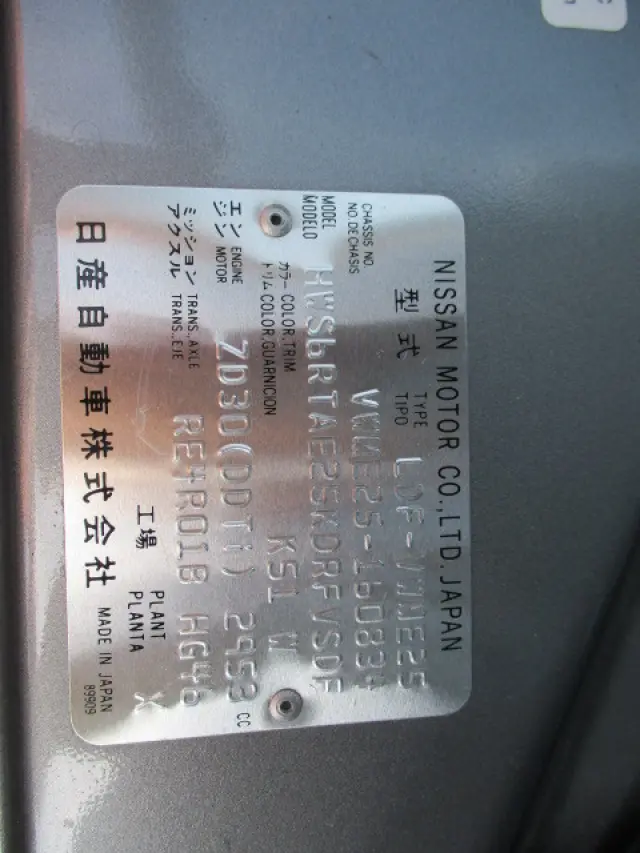 NISSAN MOTOR CO.,LTD.JAPAN
型式 TYPE LDF-VWME25
TIPO
CHASSIS NO. VWME25-160834
NO.DE CHASIS
MODEL HWS6RTAE25KDRFVSDF
MODELO
カラー COLOR,TRIM KS1 W
トリム COLOR,GUARNICION
エン ENGINE ZD30(DDTi) 2953 CC
ジン MOTOR
ミッション TRANS.,AXLE RE4R01B HG46
アクスル TRANS.,EJE
工場 PLANT X
PLANTA
日産自動車株式会社 MADE IN JAPAN
89909